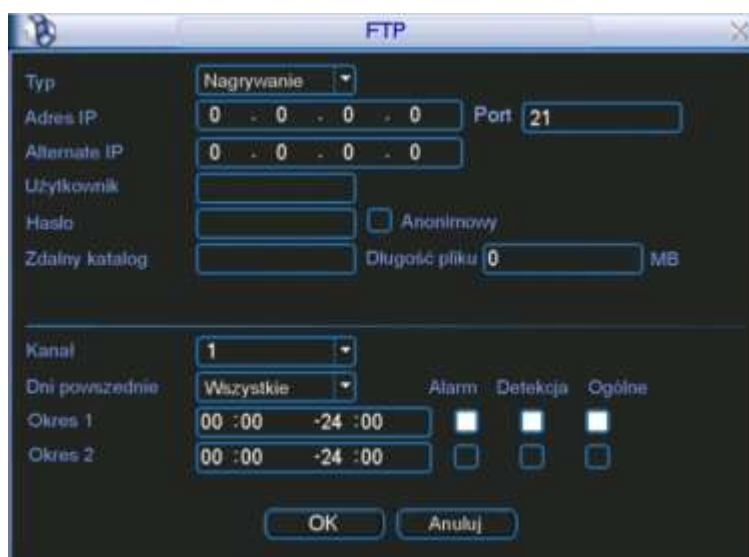 FTP
Typ Nagrywanie
Adres IP 0 . 0 . 0 . 0 Port 21
Alternate IP 0 . 0 . 0 . 0
Użytkownik
Hasło Anonimowy
Zdalny katalog Długość pliku 0 MB
Kanał 1
Dni powszednie Wszystkie Alarm Detekcja Ogólne
Okres 1 00 :00 -24 :00
Okres 2 00 :00 -24 :00
OK Anuluj